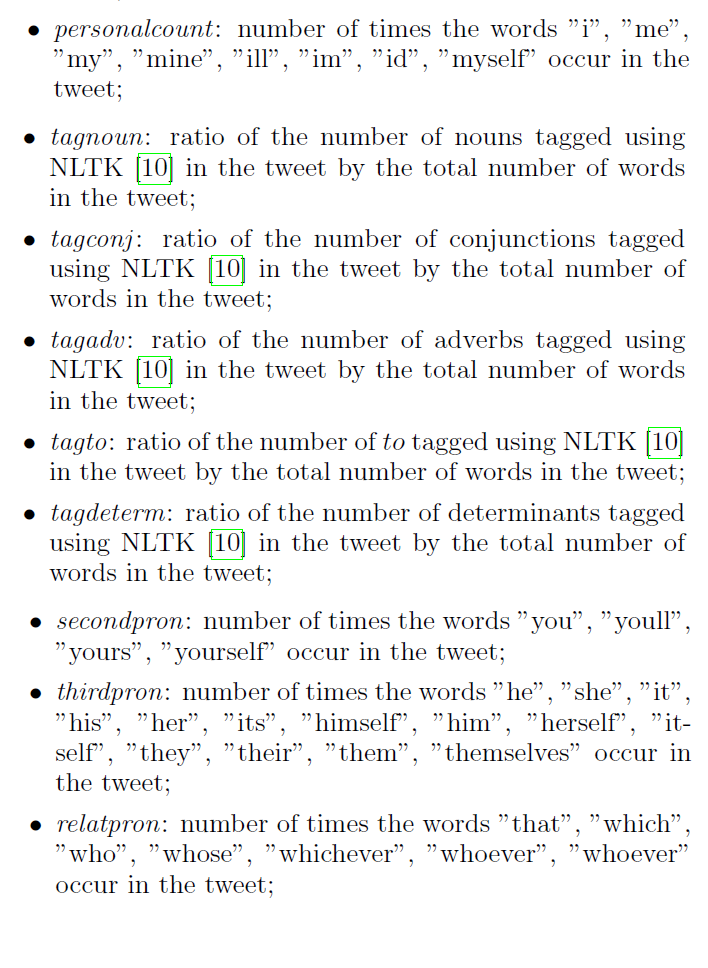 • personalcount: number of times the words ”i”, ”me”,
”my”, ”mine”, ”ill”, ”im”, ”id”, ”myself” occur in the
tweet;
• tagnoun: ratio of the number of nouns tagged using
NLTK [10] in the tweet by the total number of words
in the tweet;
• tagconj: ratio of the number of conjunctions tagged
using NLTK [10] in the tweet by the total number of
words in the tweet;
• tagadv: ratio of the number of adverbs tagged using
NLTK [10] in the tweet by the total number of words
in the tweet;
• tagto: ratio of the number of to tagged using NLTK [10]
in the tweet by the total number of words in the tweet;
• tagdeterm: ratio of the number of determinants tagged
using NLTK [10] in the tweet by the total number of
words in the tweet;
• secondpron: number of times the words ”you”, ”youll”,
”yours”, ”yourself” occur in the tweet;
• thirdpron: number of times the words ”he”, ”she”, ”it”,
”his”, ”her”, ”its”, ”himself”, ”him”, ”herself”, ”it-
self”, ”they”, ”their”, ”them”, ”themselves” occur in
the tweet;
• relatpron: number of times the words ”that”, ”which”,
”who”, ”whose”, ”whichever”, ”whoever”, ”whoever”
occur in the tweet;